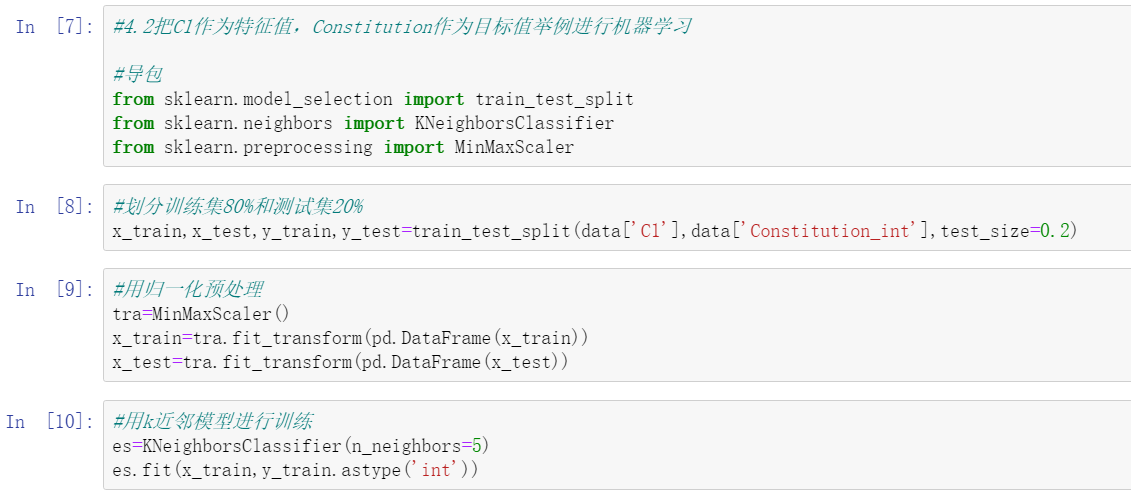 In [7]: #4.2把Cl作为特征值，Constitution作为目标值举例进行机器学习
#导包
from sklearn.model_selection import train_test_split
from sklearn.neighbors import KNeighborsClassifier
from sklearn.preprocessing import MinMaxScaler
In [8]: #划分训练集80%和测试集20%
x_train,x_test,y_train,y_test=train_test_split(data['Cl'],data['Constitution_int'],test_size=0.2)
In [9]: #用归一化预处理
tra=MinMaxScaler()
x_train=tra.fit_transform(pd.DataFrame(x_train))
x_test=tra.fit_transform(pd.DataFrame(x_test))
In [10]: #用k近邻模型进行训练
es=KNeighborsClassifier(n_neighbors=5)
es.fit(x_train,y_train.astype('int'))